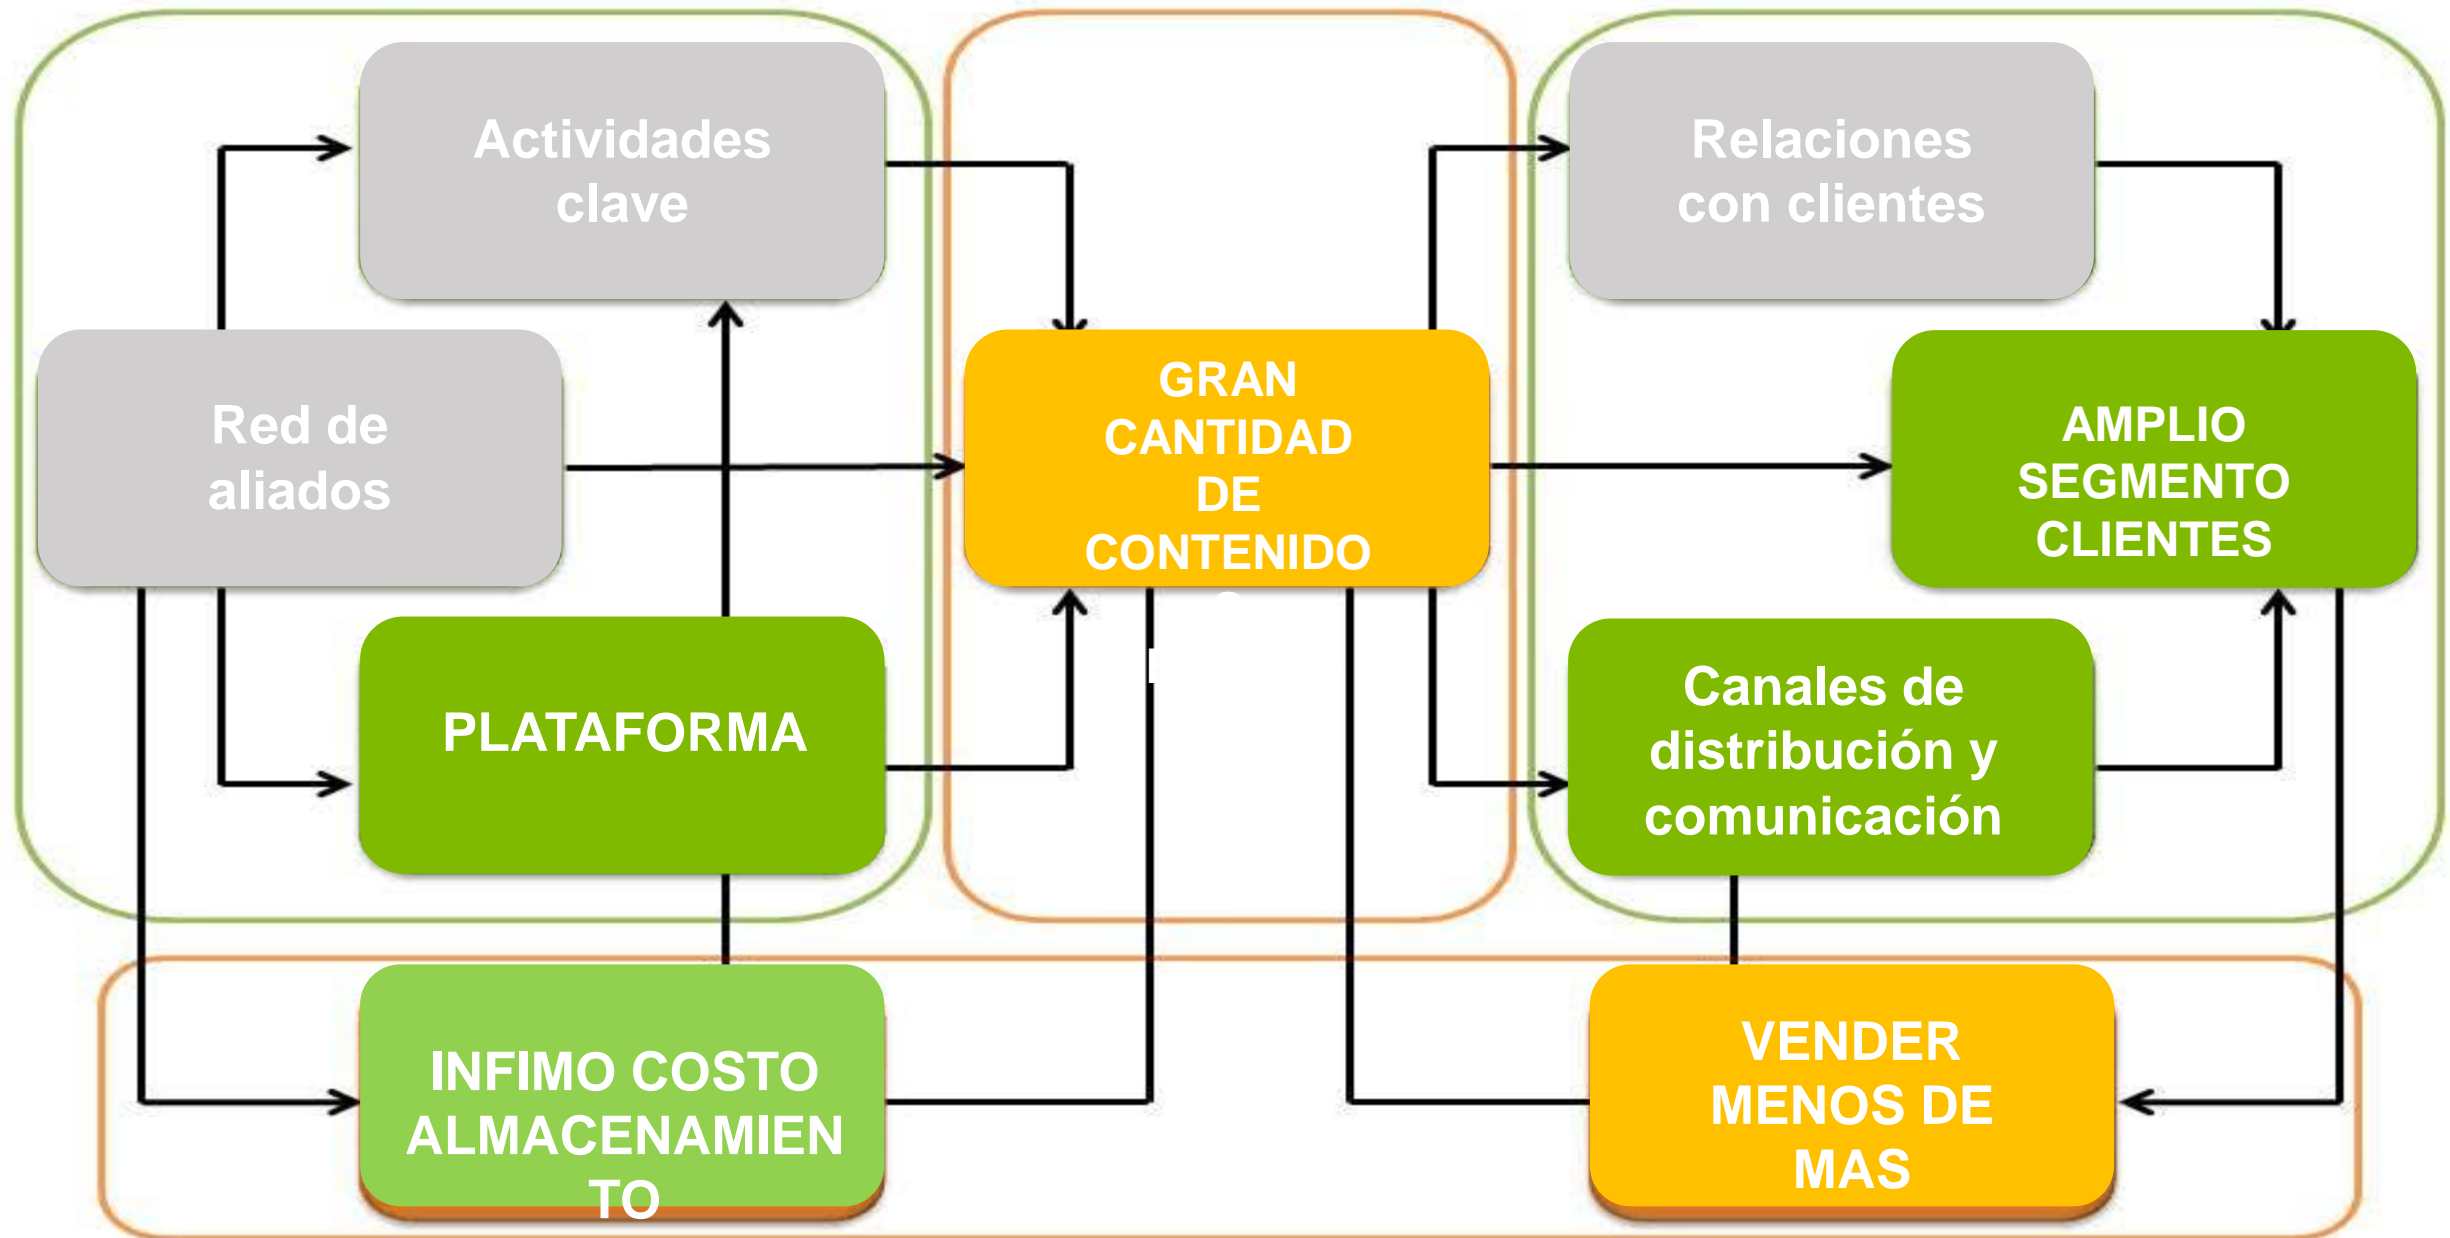 Actividades
clave
Relaciones
con clientes
Red de
aliados
GRAN
CANTIDAD
DE
CONTENIDO
AMPLIO
SEGMENTO
CLIENTES
PLATAFORMA
Canales de
distribución y
comunicación
INFIMO COSTO
ALMACENAMIEN
TO
VENDER
MENOS DE
MAS